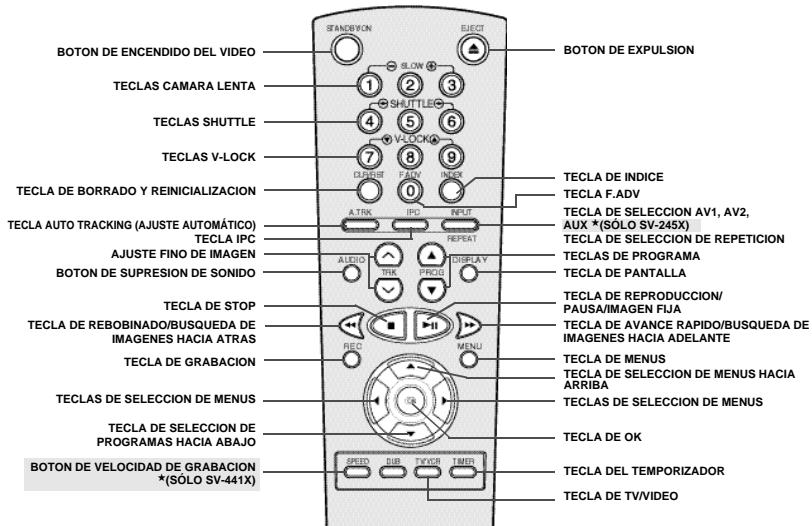 STANDBY/ON
EJECT
BOTON DE ENCENDIDO DEL VIDEO
BOTON DE EXPULSION
SLOW
TECLAS CAMARA LENTA
1 2 3
SHUTTLE
TECLAS SHUTTLE
4 5 6
V-LOCK
TECLAS V-LOCK
7 8 9
CLR/RST F.ADV INDEX
TECLA DE INDICE
TECLA DE BORRADO Y REINICIALIZACION
0
TECLA F.ADV
A.TRK IPC INPUT
TECLA DE SELECCION AV1, AV2,
AUX *(SÓLO SV-245X)
TECLA AUTO TRACKING (AJUSTE AUTOMÁTICO)
TECLA IPC
REPEAT
TECLA DE SELECCION DE REPETICION
AJUSTE FINO DE IMAGEN
TECLAS DE PROGRAMA
AUDIO TRK PROG DISPLAY
BOTON DE SUPRESION DE SONIDO
TECLA DE PANTALLA
TECLA DE STOP
TECLA DE REPRODUCCION/
PAUSA/IMAGEN FIJA
TECLA DE REBOBINADO/BUSQUEDA DE
IMAGENES HACIA ATRAS
TECLA DE AVANCE RAPIDO/BUSQUEDA DE
IMAGENES HACIA ADELANTE
REC
MENU
TECLA DE GRABACION
TECLA DE MENUS
TECLA DE SELECCION DE MENUS HACIA
ARRIBA
TECLAS DE SELECCION DE MENUS
TECLAS DE SELECCION DE MENUS
OK
TECLA DE SELECCION DE
PROGRAMAS HACIA ABAJO
TECLA DE OK
SPEED DUB TV/VCR TIMER
BOTON DE VELOCIDAD DE GRABACION
*(SÓLO SV-441X)
TECLA DEL TEMPORIZADOR
TECLA DE TV/VIDEO